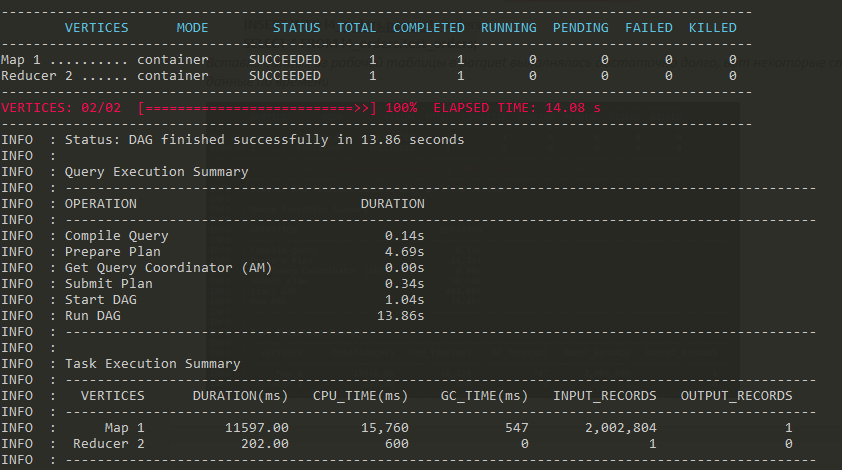 ----------------------------------------------------------------------------------------------
        VERTICES      MODE        STATUS  TOTAL  COMPLETED  RUNNING  PENDING  FAILED  KILLED
----------------------------------------------------------------------------------------------
Map 1 .......... container     SUCCEEDED      1          1        0        0       0       0
Reducer 2 ...... container     SUCCEEDED      1          1        0        0       0       0
----------------------------------------------------------------------------------------------
VERTICES: 02/02  [==========================>>] 100%  ELAPSED TIME: 14.08 s
----------------------------------------------------------------------------------------------
INFO  : Status: DAG finished successfully in 13.86 seconds
INFO  :
INFO  : Query Execution Summary
INFO  : ----------------------------------------------------------------------------------------------
INFO  : OPERATION                            DURATION
INFO  : ----------------------------------------------------------------------------------------------
INFO  : Compile Query                           0.14s
INFO  : Prepare Plan                            4.69s
INFO  : Get Query Coordinator (AM)              0.00s
INFO  : Submit Plan                             0.34s
INFO  : Start DAG                               1.04s
INFO  : Run DAG                                13.86s
INFO  : ----------------------------------------------------------------------------------------------
INFO  :
INFO  : Task Execution Summary
INFO  : ----------------------------------------------------------------------------------------------
INFO  :   VERTICES      DURATION(ms)   CPU_TIME(ms)    GC_TIME(ms)   INPUT_RECORDS   OUTPUT_RECORDS
INFO  : ----------------------------------------------------------------------------------------------
INFO  :      Map 1          11597.00         15,760            547       2,002,804                1
INFO  :  Reducer 2            202.00            600              0               1                0
INFO  : ----------------------------------------------------------------------------------------------